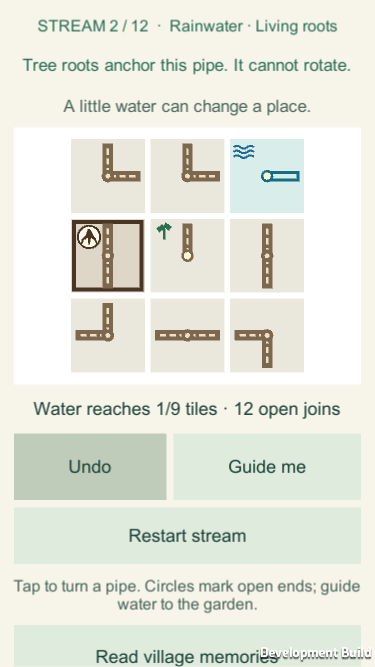 STREAM 2 / 12 · Rainwater · Living roots
Tree roots anchor this pipe. It cannot rotate.
A little water can change a place.
Water reaches 1/9 tiles · 12 open joins
Undo
Guide me
Restart stream
Tap to turn a pipe. Circles mark open ends; guide
water to the garden.
Read village memories
Development Build